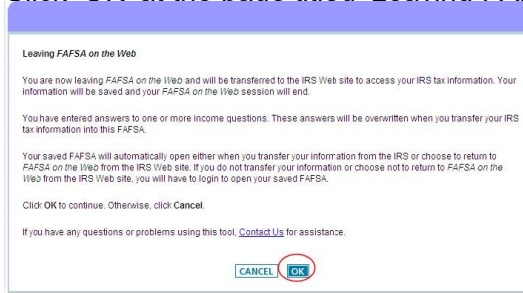 Leaving FAFSA on the Web
You are now leaving FAFSA on the Web and will be transferred to the IRS Web site to access your IRS tax information. Your
information will be saved and your FAFSA on the Web session will end.
You have entered answers to one or more income questions. These answers will be overwritten when you transfer your IRS
tax information into this FAFSA.
Your saved FAFSA will automatically open either when you transfer your information from the IRS or choose to return to
FAFSA on the Web from the IRS Web site. If you do not transfer your information or choose not to return to FAFSA on the
Web from the IRS Web site, you will have to login to open your saved FAFSA.
Click OK to continue. Otherwise, click Cancel.
If you have any questions or problems using this tool, Contact Us for assistance.
CANCEL OK